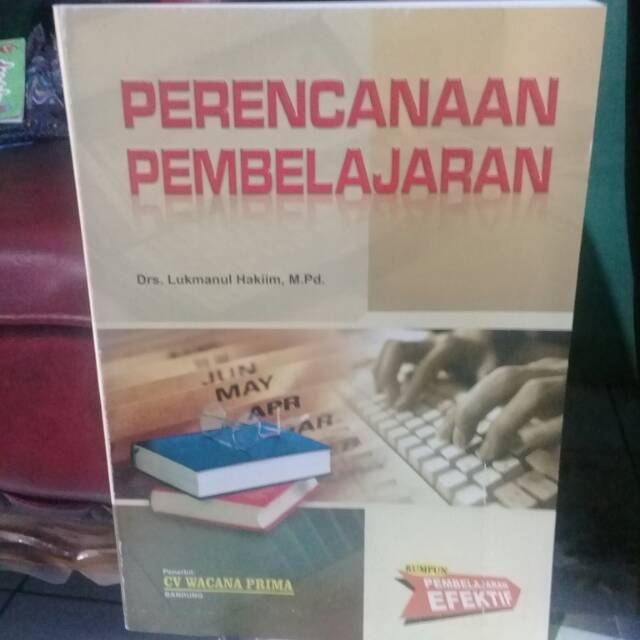 PERENCANAAN
PEMBELAJARAN
Drs. Lukmanul Hakiim, M.Pd.
JUN
MAY
APR
Penerbit:
CV WACANA PRIMA
BANDUNG
RUMPUN
PEMBELAJARAN
EFEKTIF